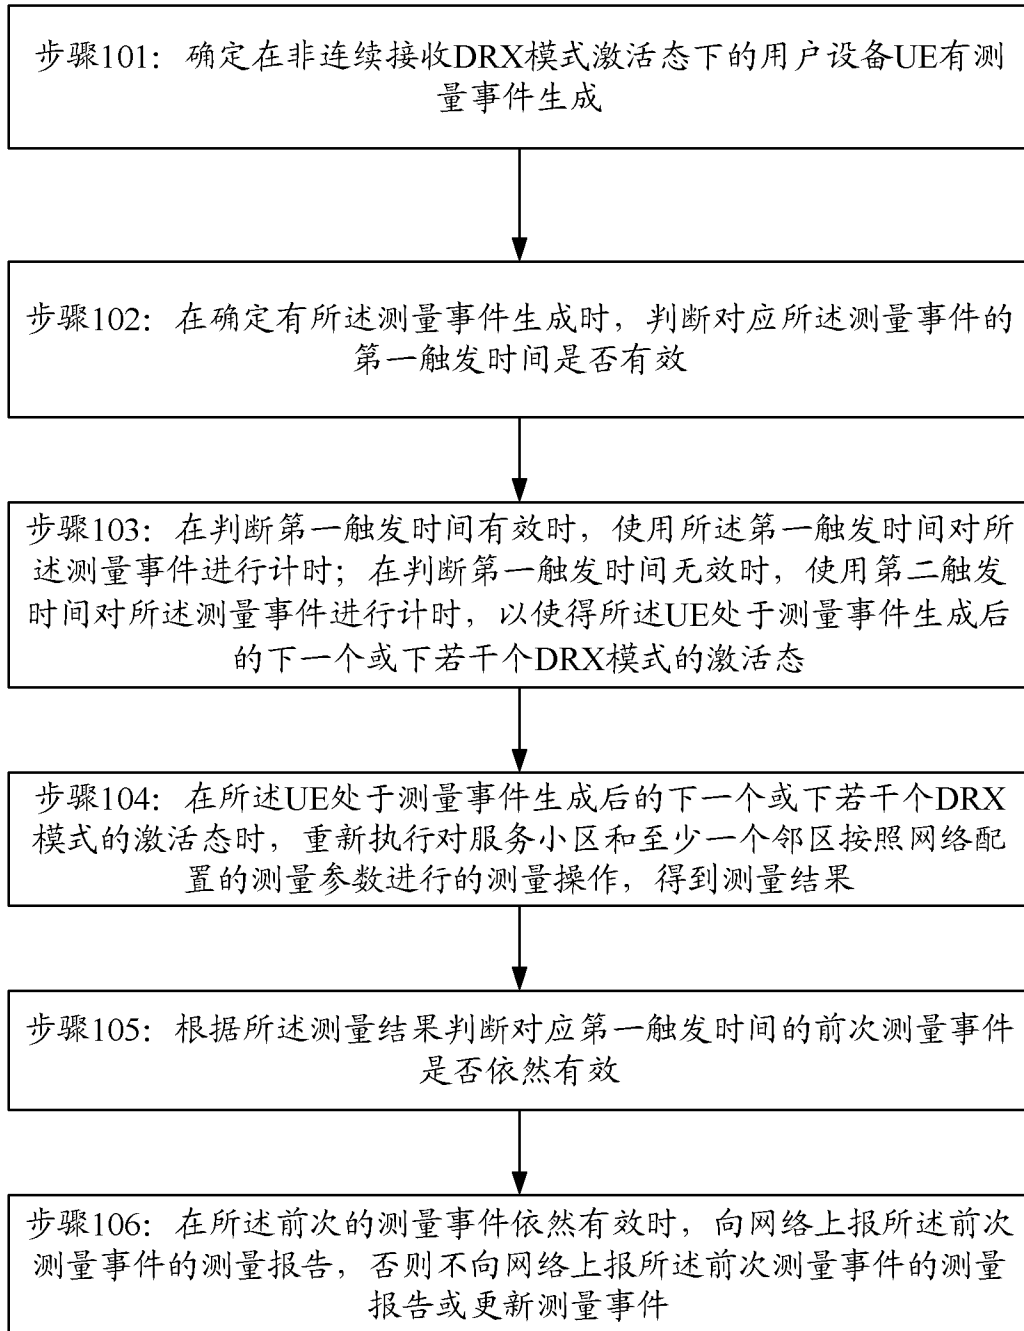 步骤101：确定在非连续接收DRX模式激活态下的用户设备UE有测
量事件生成
步骤102：在确定有所述测量事件生成时，判断对应所述测量事件的
第一触发时间是否有效
步骤103：在判断第一触发时间有效时，使用所述第一触发时间对所
述测量事件进行计时；在判断第一触发时间无效时，使用第二触发
时间对所述测量事件进行计时，以使得所述UE处于测量事件生成后
的下一个或下若干个DRX模式的激活态
步骤104：在所述UE处于测量事件生成后的下一个或下若干个DRX
模式的激活态时，重新执行对服务小区和至少一个邻区按照网络配
置的测量参数进行的测量操作，得到测量结果
步骤105：根据所述测量结果判断对应第一触发时间的前次测量事件
是否依然有效
步骤106：在所述前次的测量事件依然有效时，向网络上报所述前次
测量事件的测量报告，否则不向网络上报所述前次测量事件的测量
报告或更新测量事件